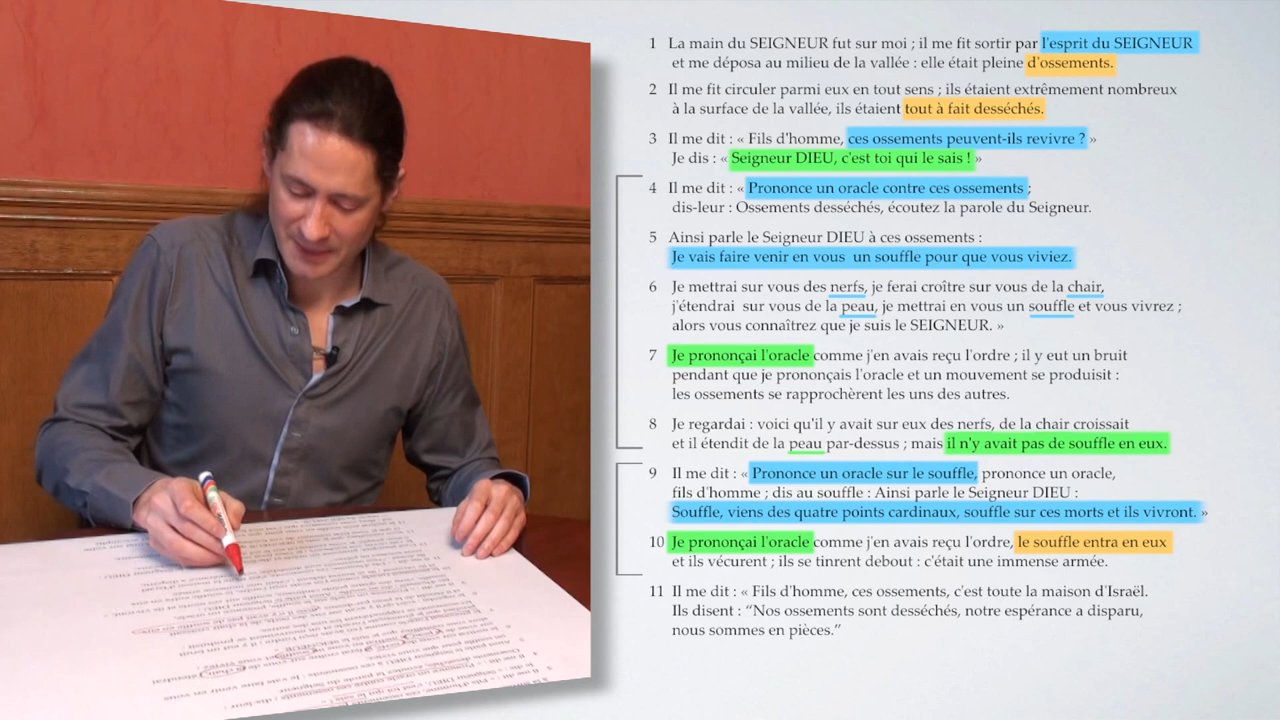 1 La main du SEIGNEUR fut sur moi ; il me fit sortir par l'esprit du SEIGNEUR
et me déposa au milieu de la vallée : elle était pleine d'ossements.
2 Il me fit circuler parmi eux en tout sens ; ils étaient extrêmement nombreux
à la surface de la vallée, ils étaient tout à fait desséchés.
3 Il me dit : « Fils d'homme, ces ossements peuvent-ils revivre ? »
Je dis : « Seigneur DIEU, c'est toi qui le sais ! »
4 Il me dit : « Prononce un oracle contre ces ossements ;
dis-leur : Ossements desséchés, écoutez la parole du Seigneur.
5 Ainsi parle le Seigneur DIEU à ces ossements :
Je vais faire venir en vous un souffle pour que vous viviez.
6 Je mettrai sur vous des nerfs, je ferai croître sur vous de la chair,
j'étendrai sur vous de la peau, je mettrai en vous un souffle et vous vivrez ;
alors vous connaîtrez que je suis le SEIGNEUR. »
7 Je prononçai l'oracle comme j'en avais reçu l'ordre ; il y eut un bruit
pendant que je prononçais l'oracle et un mouvement se produisit :
les ossements se rapprochèrent les uns des autres.
8 Je regardai : voici qu'il y avait sur eux des nerfs, de la chair croissait
et il étendit de la peau par-dessus ; mais il n'y avait pas de souffle en eux.
9 Il me dit : « Prononce un oracle sur le souffle, prononce un oracle,
fils d'homme ; dis au souffle : Ainsi parle le Seigneur DIEU :
Souffle, viens des quatre points cardinaux, souffle sur ces morts et ils vivront. »
10 Je prononçai l'oracle comme j'en avais reçu l'ordre, le souffle entra en eux
et ils vécurent ; ils se tinrent debout : c'était une immense armée.
11 Il me dit : « Fils d'homme, ces ossements, c'est toute la maison d'Israël.
Ils disent : “Nos ossements sont desséchés, notre espérance a disparu,
nous sommes en pièces.”